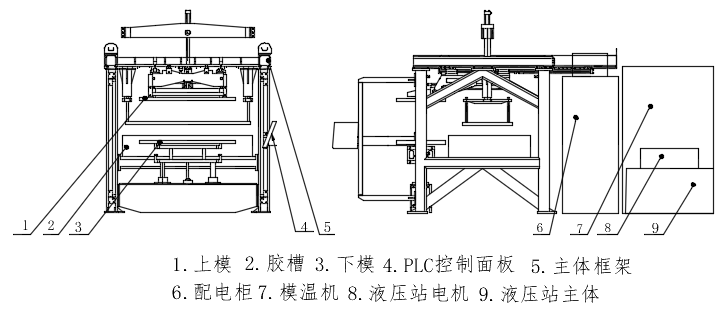 1 2 3 4 5 6 7 8 9
1.上模 2.胶槽 3.下模 4.PLC控制面板 5.主体框架
6.配电柜 7.模温机 8.液压站电机 9.液压站主体